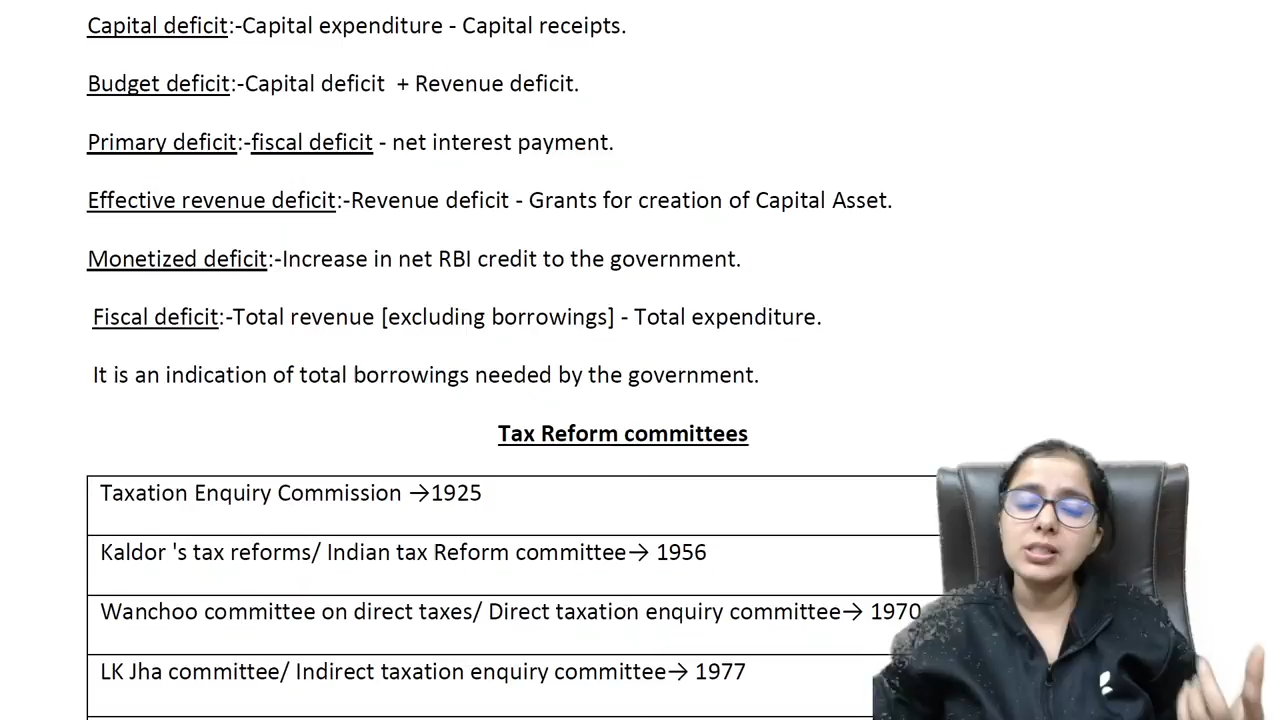 Capital deficit:-Capital expenditure - Capital receipts.
Budget deficit:-Capital deficit + Revenue deficit.
Primary deficit:-fiscal deficit - net interest payment.
Effective revenue deficit:-Revenue deficit - Grants for creation of Capital Asset.
Monetized deficit:-Increase in net RBI credit to the government.
Fiscal deficit:-Total revenue [excluding borrowings] - Total expenditure.
It is an indication of total borrowings needed by the government.
Tax Reform committees
Taxation Enquiry Commission →1925
Kaldor 's tax reforms/ Indian tax Reform committee→ 1956
Wanchoo committee on direct taxes/ Direct taxation enquiry committee→ 1970
LK Jha committee/ Indirect taxation enquiry committee→ 1977